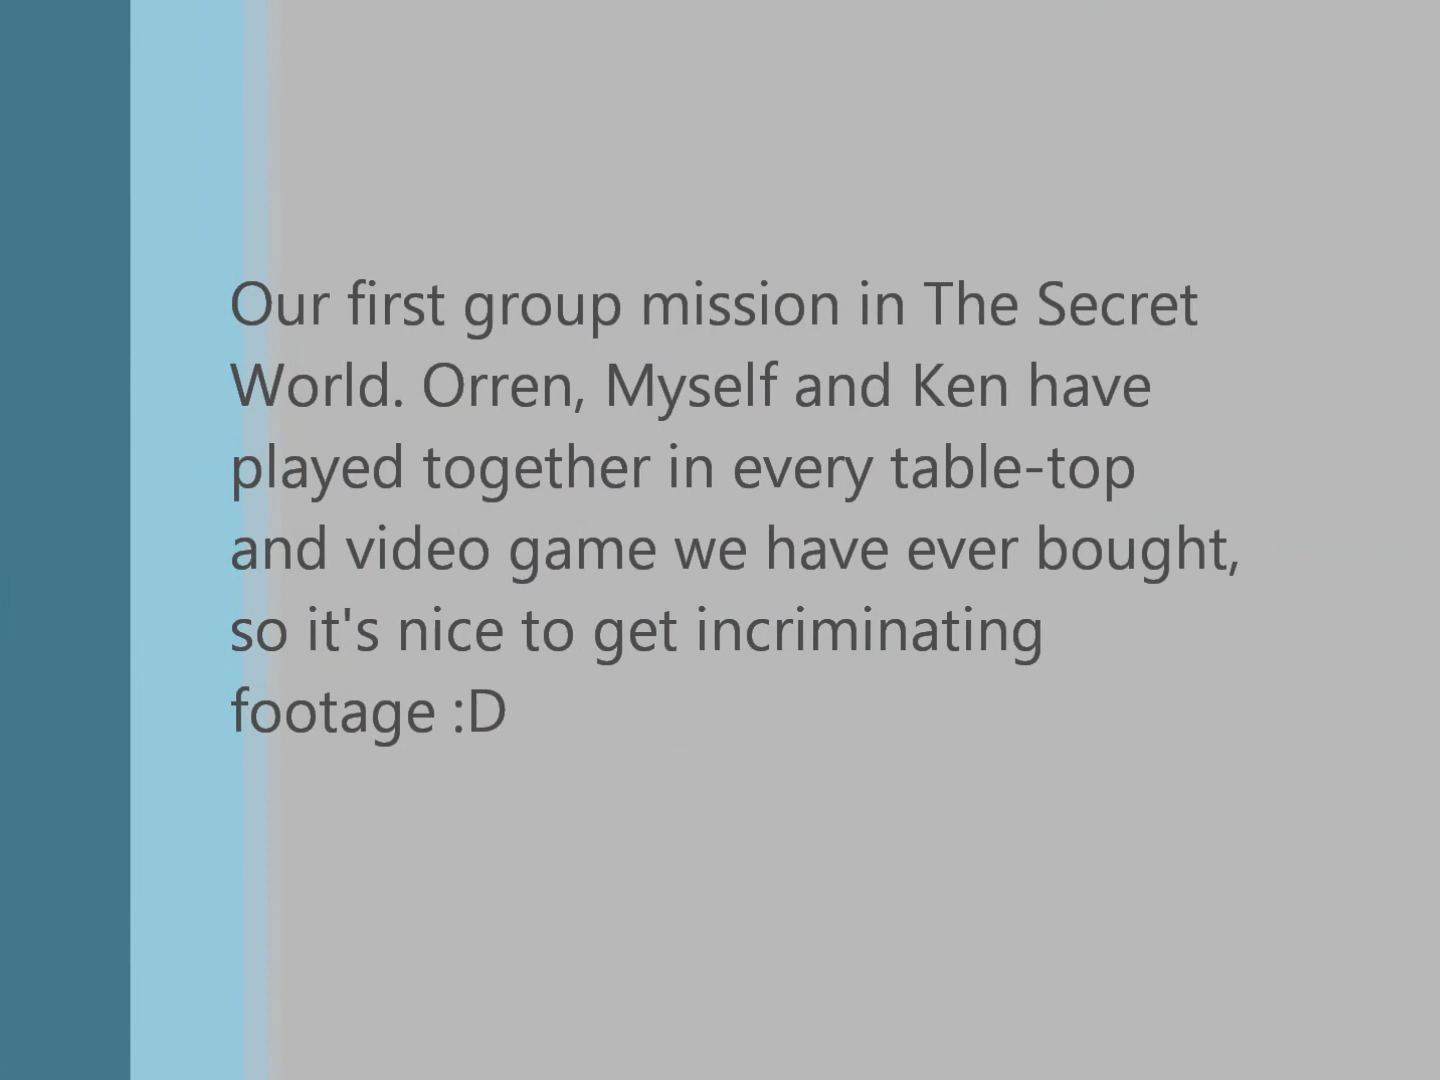 Our first group mission in The Secret
World. Orren, Myself and Ken have
played together in every table-top
and video game we have ever bought,
so it's nice to get incriminating
footage :D